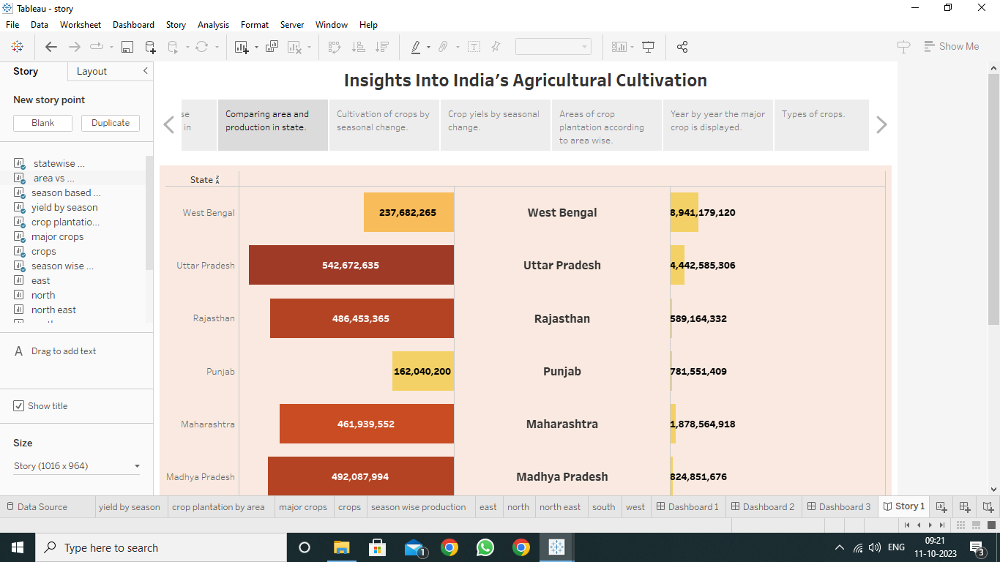 Tableau - story
File Data Worksheet Dashboard Story Analysis Format Server Window Help
Show Me
Story Layout
New story point
Blank Duplicate
statewise ...
area vs ...
season based ...
yield by season
crop plantatio...
major crops
crops
season wise ...
east
north
north east
A Drag to add text
Show title
Size
Story (1016 x 964)
Insights Into India's Agricultural Cultivation
se
in
Comparing area and
production in state.
Cultivation of crops by
seasonal change.
Crop yiels by seasonal
change.
Areas of crop
plantation according
to area wise.
Year by year the major
crop is displayed.
Types of crops.
State
West Bengal 237,682,265 West Bengal 8,941,179,120
Uttar Pradesh 542,672,635 Uttar Pradesh 4,442,585,306
Rajasthan 486,453,365 Rajasthan 589,164,332
Punjab 162,040,200 Punjab 781,551,409
Maharashtra 461,939,552 Maharashtra 1,878,564,918
Madhya Pradesh 492,087,994 Madhya Pradesh 824,851,676
Data Source yield by season crop plantation by area major crops crops season wise production east north north east south west Dashboard 1 Dashboard 2 Dashboard 3 Story 1
Type here to search
1
ENG
09:21
11-10-2023
3